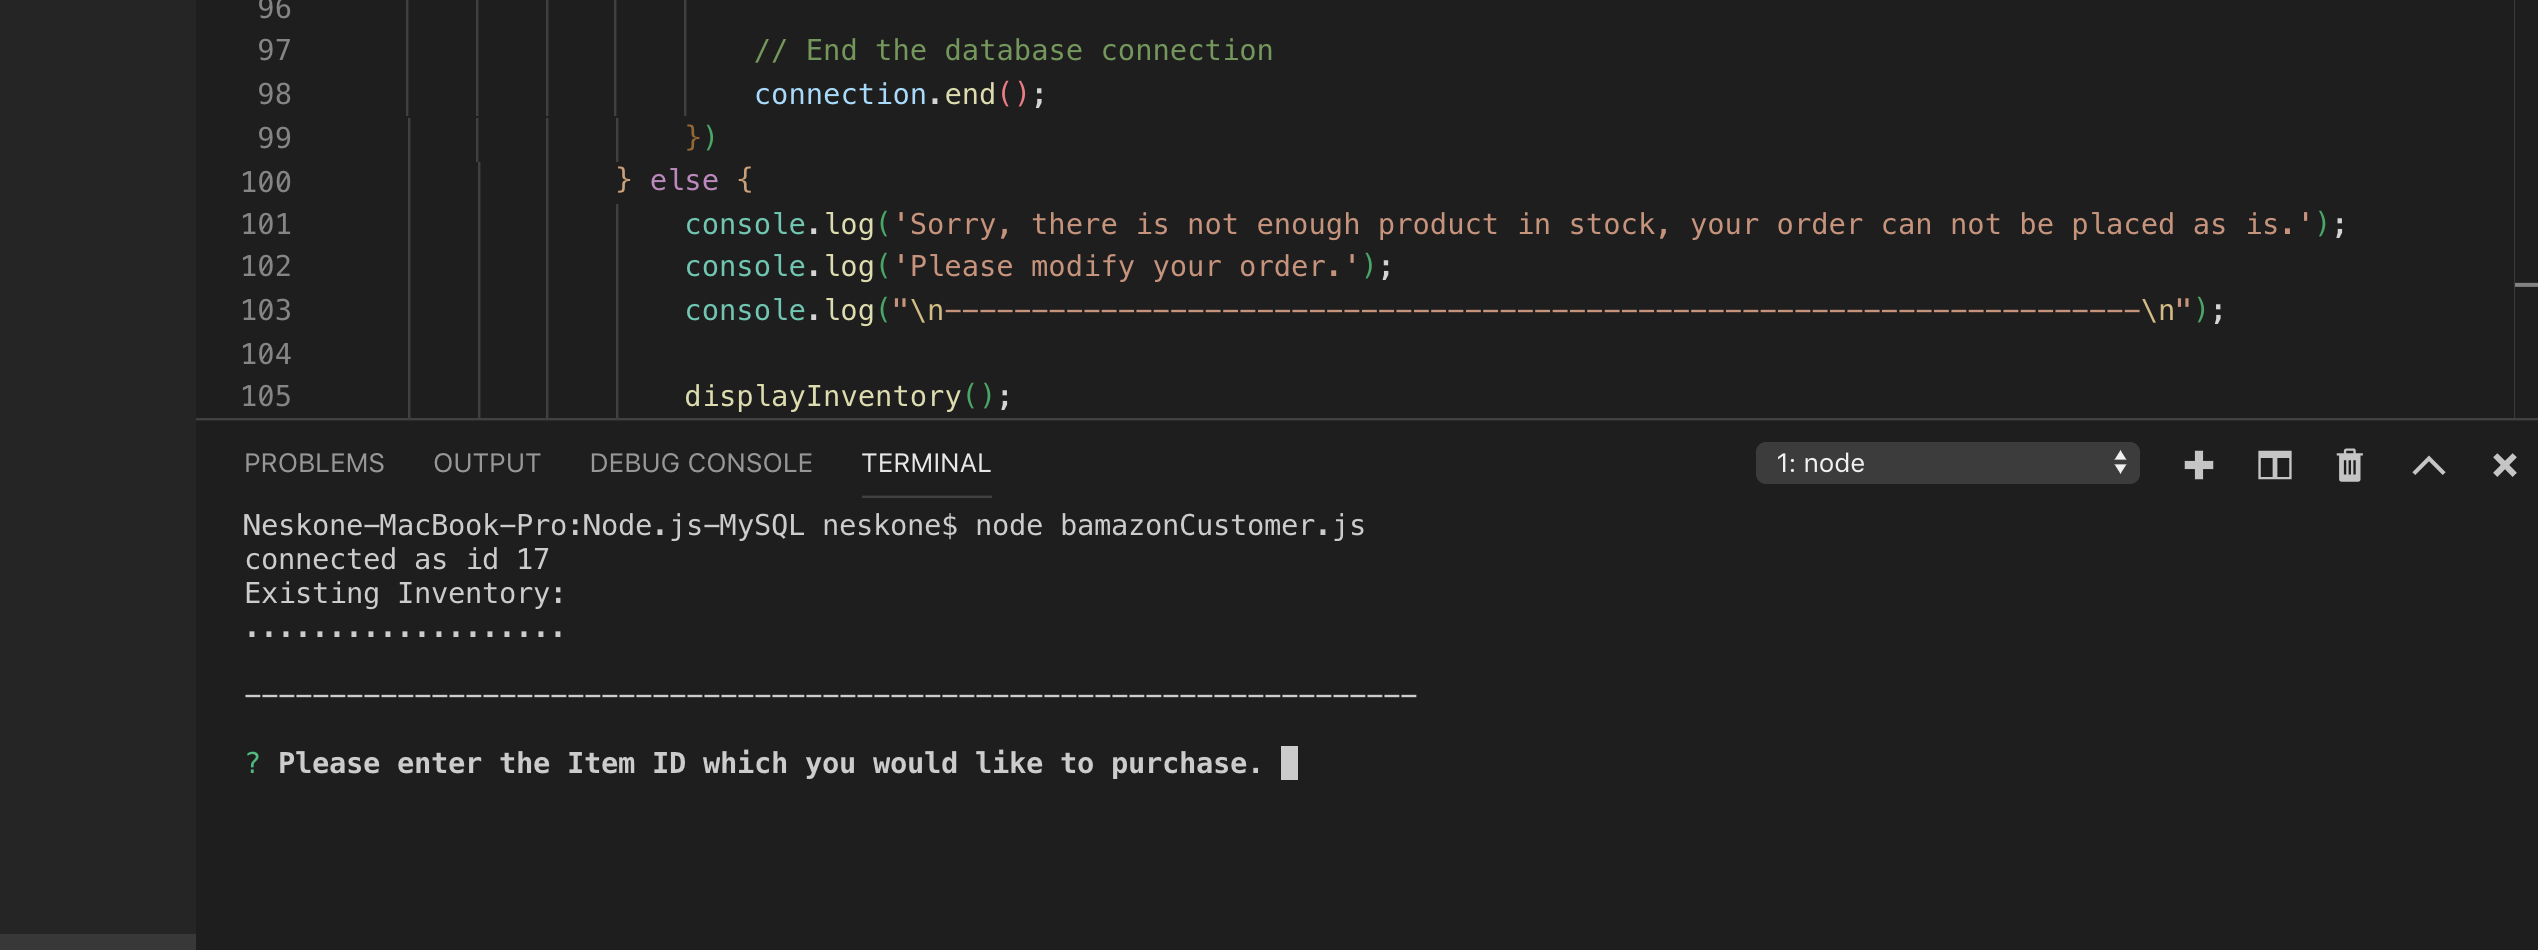 96
97 // End the database connection
98 connection.end();
99 })
100 } else {
101 console.log('Sorry, there is not enough product in stock, your order can not be placed as is.');
102 console.log('Please modify your order.');
103 console.log("\n---------------------------------------------------------------------\n");
104
105 displayInventory();
PROBLEMS OUTPUT DEBUG CONSOLE TERMINAL 1: node
Neskone-MacBook-Pro:Node.js-MySQL neskone$ node bamazonCustomer.js
connected as id 17
Existing Inventory:
...................
---------------------------------------------------------------------
? Please enter the Item ID which you would like to purchase.